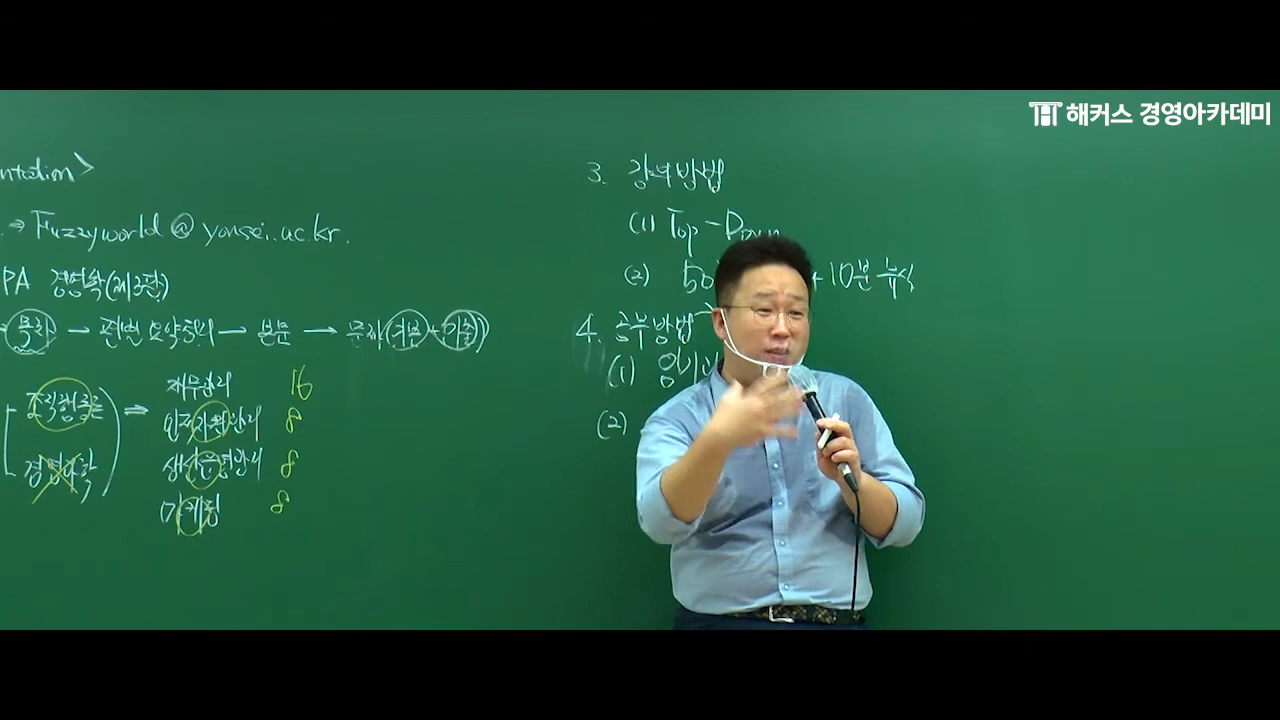 해커스 경영아카데미
ntation>
⇒ Fuzzyworld @ yonsei.ac.kr.
PA 경영학(제3판)
목차 → 편별 요약정리 → 본문 → 문제(기본+기출)
조직행동론 ⇒
경영과학
재무관리 16
인적자원관리 8
생산운영관리 8
마케팅 8
3. 강의방법
(1) Top-Down
(2) 50 +10분 휴식
4. 공부방법 →
(1) 암기
(2)